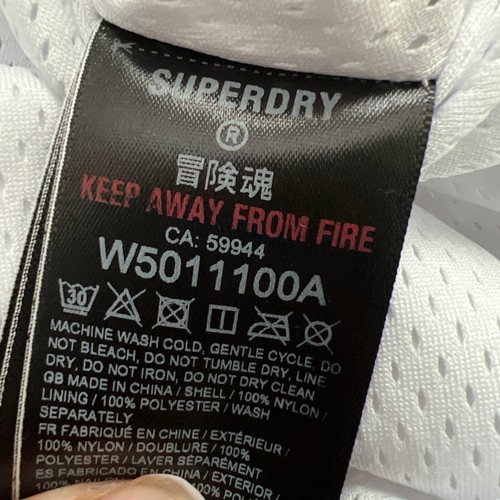 SUPERDRY
®
冒険魂
KEEP AWAY FROM FIRE
CA: 59944
W5011100A
30
MACHINE WASH COLD, GENTLE CYCLE, DO
NOT BLEACH, DO NOT TUMBLE DRY, LINE
DRY, DO NOT IRON, DO NOT DRY CLEAN
GB MADE IN CHINA / SHELL / 100% NYLON /
LINING / 100% POLYESTER / WASH
SEPARATELY
FR FABRIQUÉ EN CHINE / EXTÉRIEUR /
100% NYLON / DOUBLURE / 100%
POLYESTER / LAVER SÉPARÉMENT
ES FABRICADO EN CHINA / EXTERIOR /
100% NYLON